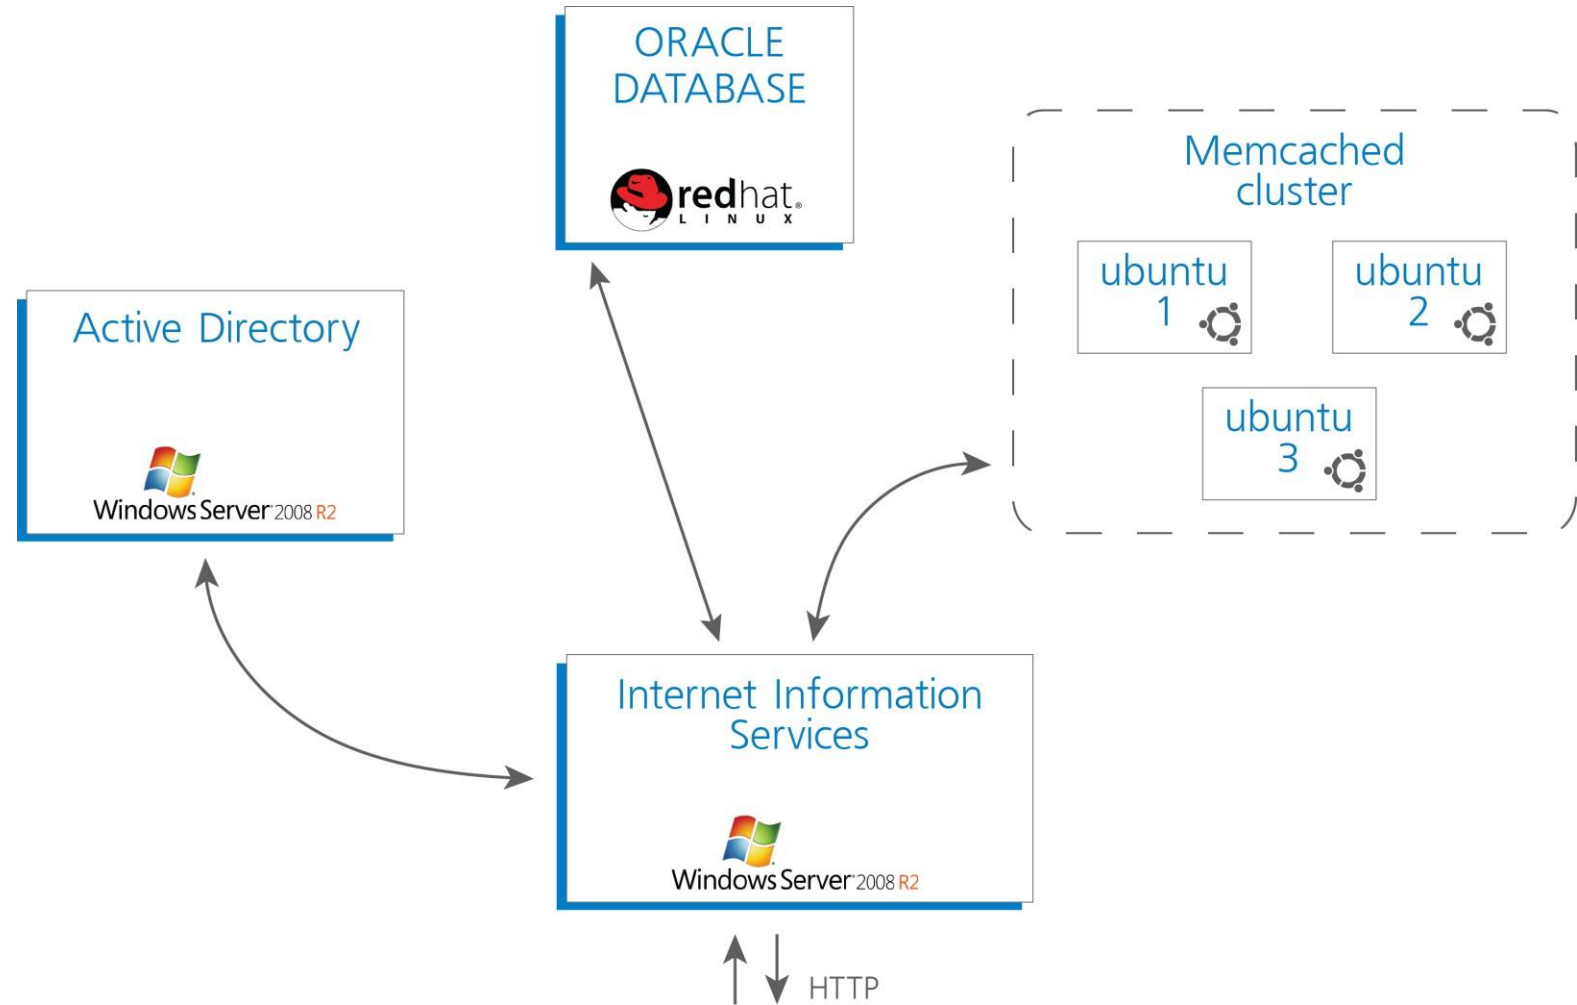 ORACLE
DATABASE
redhat.
LINUX
Memcached
cluster
ubuntu
1
ubuntu
2
ubuntu
3
Active Directory
Windows Server 2008 R2
Internet Information
Services
Windows Server 2008 R2
HTTP